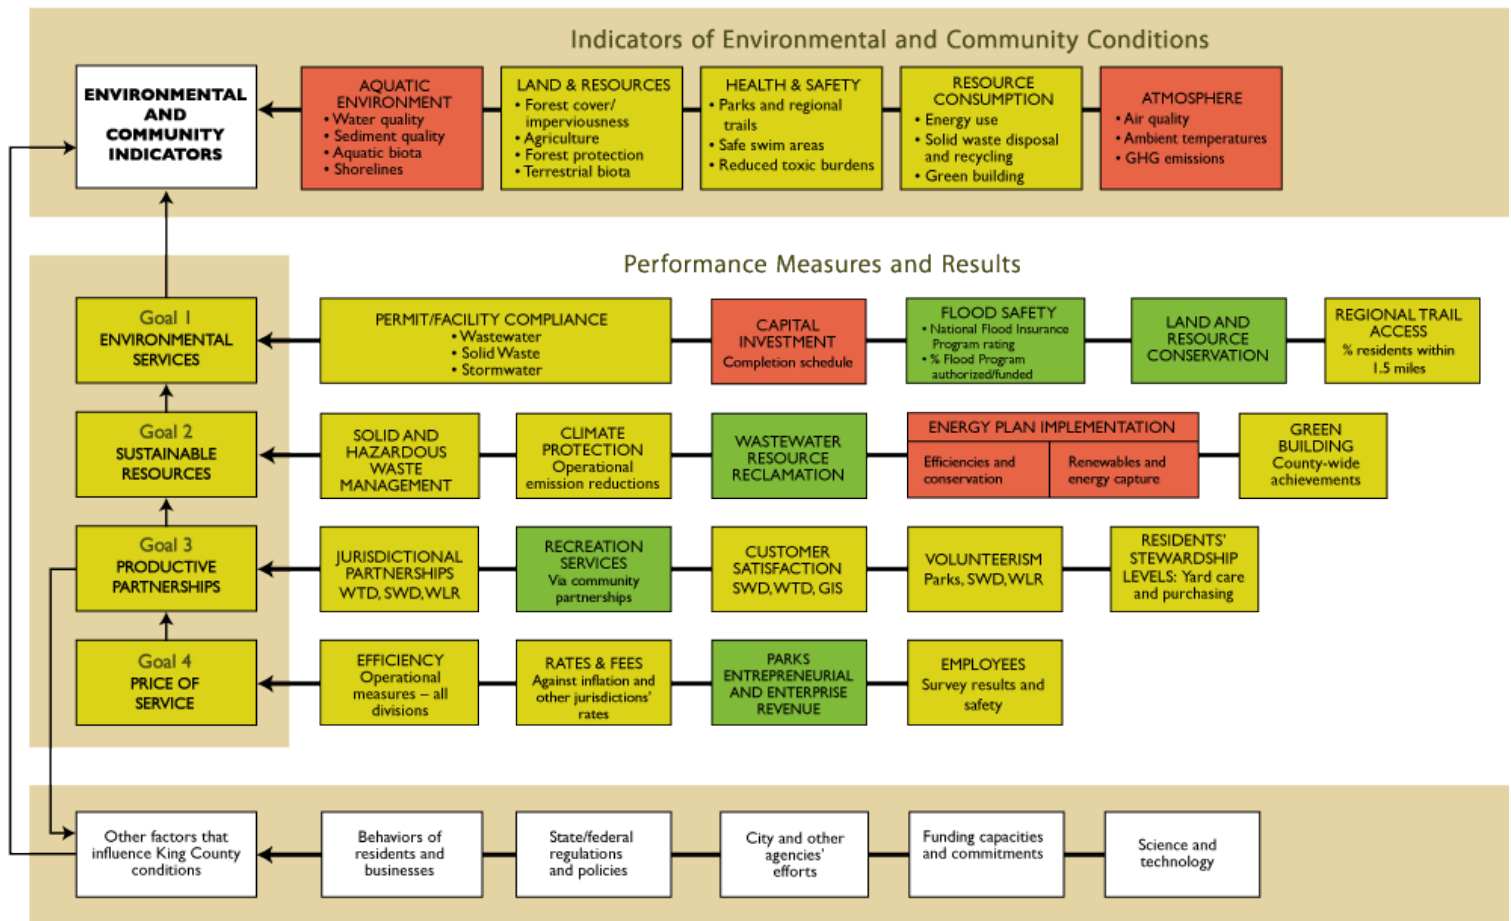 Indicators of Environmental and Community Conditions
ENVIRONMENTAL
AND
COMMUNITY
INDICATORS
AQUATIC
ENVIRONMENT
• Water quality
• Sediment quality
• Aquatic biota
• Shorelines
LAND & RESOURCES
• Forest cover/
imperviousness
• Agriculture
• Forest protection
• Terrestrial biota
HEALTH & SAFETY
• Parks and regional
trails
• Safe swim areas
• Reduced toxic burdens
RESOURCE
CONSUMPTION
• Energy use
• Solid waste disposal
and recycling
• Green building
ATMOSPHERE
• Air quality
• Ambient temperatures
• GHG emissions
Performance Measures and Results
Goal 1
ENVIRONMENTAL
SERVICES
PERMIT/FACILITY COMPLIANCE
• Wastewater
• Solid Waste
• Stormwater
CAPITAL
INVESTMENT
Completion schedule
FLOOD SAFETY
• National Flood Insurance
Program rating
• % Flood Program
authorized/funded
LAND AND
RESOURCE
CONSERVATION
REGIONAL TRAIL
ACCESS
% residents within
1.5 miles
Goal 2
SUSTAINABLE
RESOURCES
SOLID AND
HAZARDOUS
WASTE
MANAGEMENT
CLIMATE
PROTECTION
Operational
emission reductions
WASTEWATER
RESOURCE
RECLAMATION
ENERGY PLAN IMPLEMENTATION
Efficiencies and
conservation
Renewables and
energy capture
GREEN
BUILDING
County-wide
achievements
Goal 3
PRODUCTIVE
PARTNERSHIPS
JURISDICTIONAL
PARTNERSHIPS
WTD, SWD, WLR
RECREATION
SERVICES
Via community
partnerships
CUSTOMER
SATISFACTION
SWD, WTD, GIS
VOLUNTEERISM
Parks, SWD, WLR
RESIDENTS'
STEWARDSHIP
LEVELS: Yard care
and purchasing
Goal 4
PRICE OF
SERVICE
EFFICIENCY
Operational
measures – all
divisions
RATES & FEES
Against inflation and
other jurisdictions'
rates
PARKS
ENTREPRENEURIAL
AND ENTERPRISE
REVENUE
EMPLOYEES
Survey results and
safety
Other factors that
influence King County
conditions
Behaviors of
residents and
businesses
State/federal
regulations
and policies
City and other
agencies'
efforts
Funding capacities
and commitments
Science and
technology